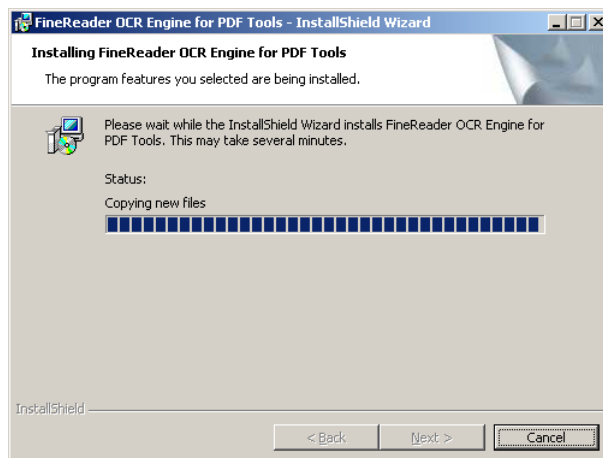 FineReader OCR Engine for PDF Tools - InstallShield Wizard
Installing FineReader OCR Engine for PDF Tools
The program features you selected are being installed.
Please wait while the InstallShield Wizard installs FineReader OCR Engine for
PDF Tools. This may take several minutes.
Status:
Copying new files
InstallShield
< Back Next > Cancel